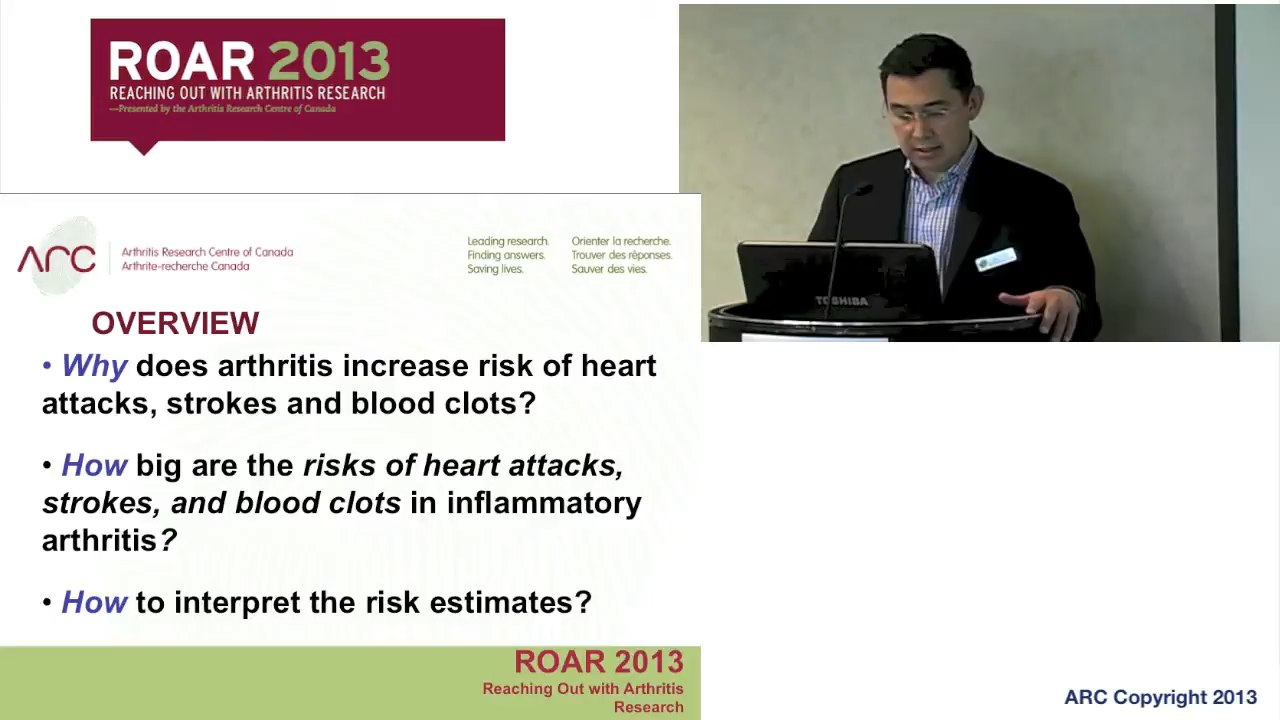 ROAR 2013
REACHING OUT WITH ARTHRITIS RESEARCH
—Presented by the Arthritis Research Centre of Canada
ARC
Arthritis Research Centre of Canada
Arthrite-recherche Canada
Leading research.
Finding answers.
Saving lives.
Orienter la recherche.
Trouver des réponses.
Sauver des vies.
OVERVIEW
• Why does arthritis increase risk of heart
attacks, strokes and blood clots?
• How big are the risks of heart attacks,
strokes, and blood clots in inflammatory
arthritis?
• How to interpret the risk estimates?
ROAR 2013
Reaching Out with Arthritis
Research
TOSHIBA
ARC Copyright 2013